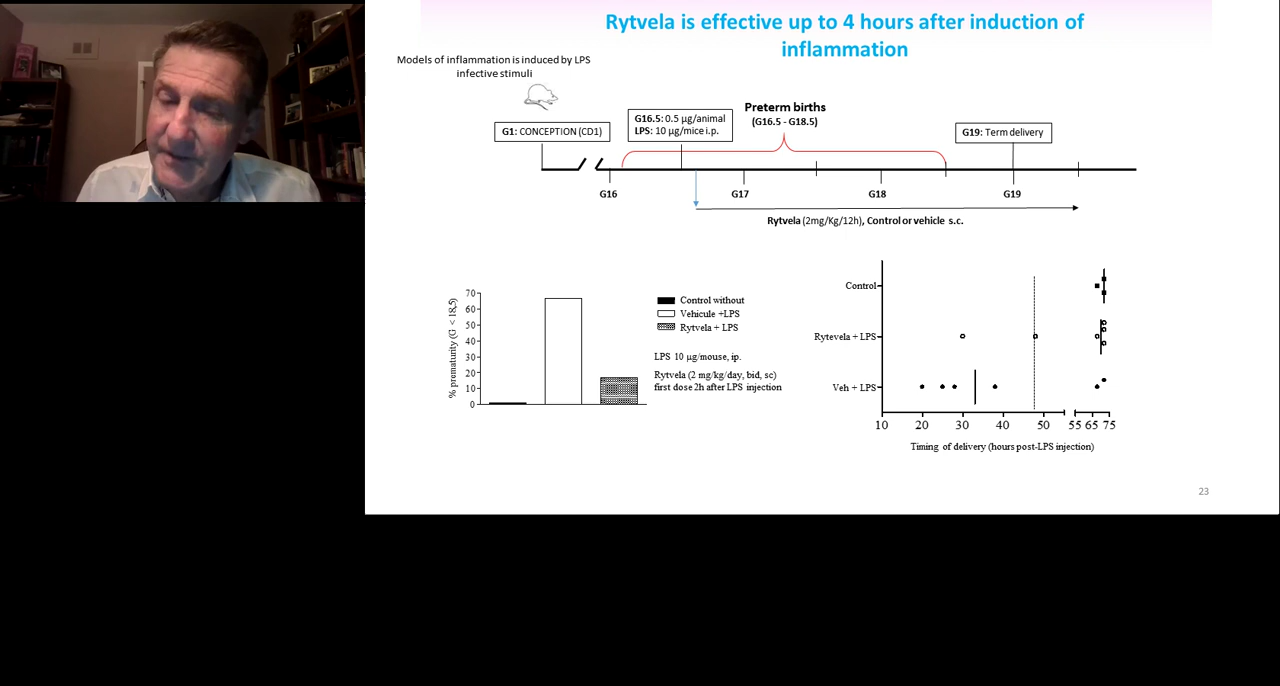 Rytvela is effective up to 4 hours after induction of
inflammation
Models of inflammation is induced by LPS
infective stimuli
G1: CONCEPTION (CD1)
G16.5: 0.5 µg/animal
LPS: 10 µg/mice i.p.
Preterm births
(G16.5 - G18.5)
G19: Term delivery
G16
G17
G18
G19
Rytvela (2mg/Kg/12h), Control or vehicle s.c.
% prematurity (G < 18,5)
70
60
50
40
30
20
10
0
Control without
Vehicule +LPS
Rytvela + LPS
LPS 10 µg/mouse, ip.
Rytvela (2 mg/kg/day, bid, sc)
first dose 2h after LPS injection
Control
Rytevela + LPS
Veh + LPS
10 20 30 40 50 55 65 75
Timing of delivery (hours post-LPS injection)
23